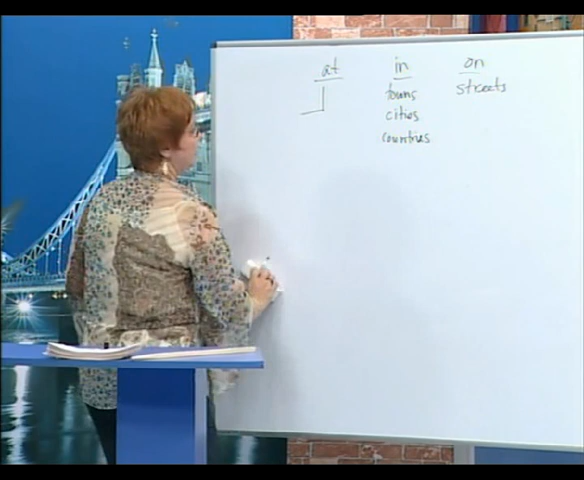 at in on
towns streets
cities
countries